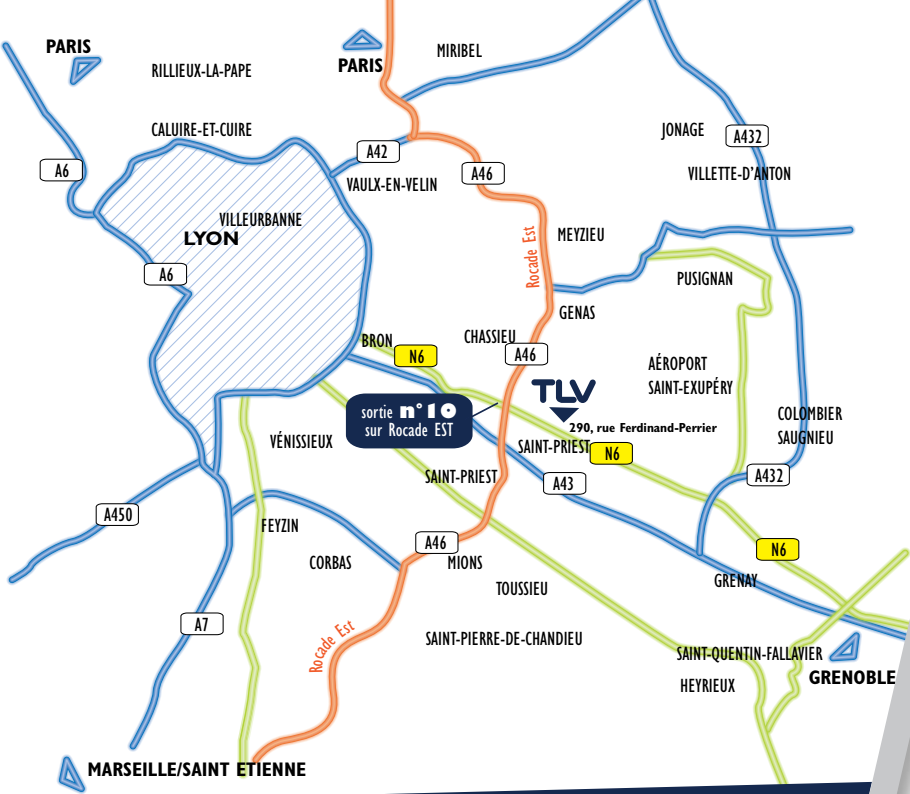 PARIS
RILLIEUX-LA-PAPE
PARIS
MIRIBEL
CALUIRE-ET-CUIRE
JONAGE
A432
A6
A42
A46
VAULX-EN-VELIN
VILLETTE-D'ANTON
VILLEURBANNE
LYON
Rocade Est
MEYZIEU
A6
PUSIGNAN
GENAS
BRON
N6
CHASSIEU
A46
AÉROPORT
SAINT-EXUPÉRY
TLV
sortie n°10
sur Rocade EST
290, rue Ferdinand-Perrier
COLOMBIER
SAUGNIEU
VÉNISSIEUX
SAINT-PRIEST
N6
SAINT-PRIEST
A43
A432
A450
FEYZIN
A46
N6
CORBAS
MIONS
GRENAY
TOUSSIEU
A7
Rocade Est
SAINT-PIERRE-DE-CHANDIEU
SAINT-QUENTIN-FALLAVIER
GRENOBLE
HEYRIEUX
MARSEILLE/SAINT ETIENNE